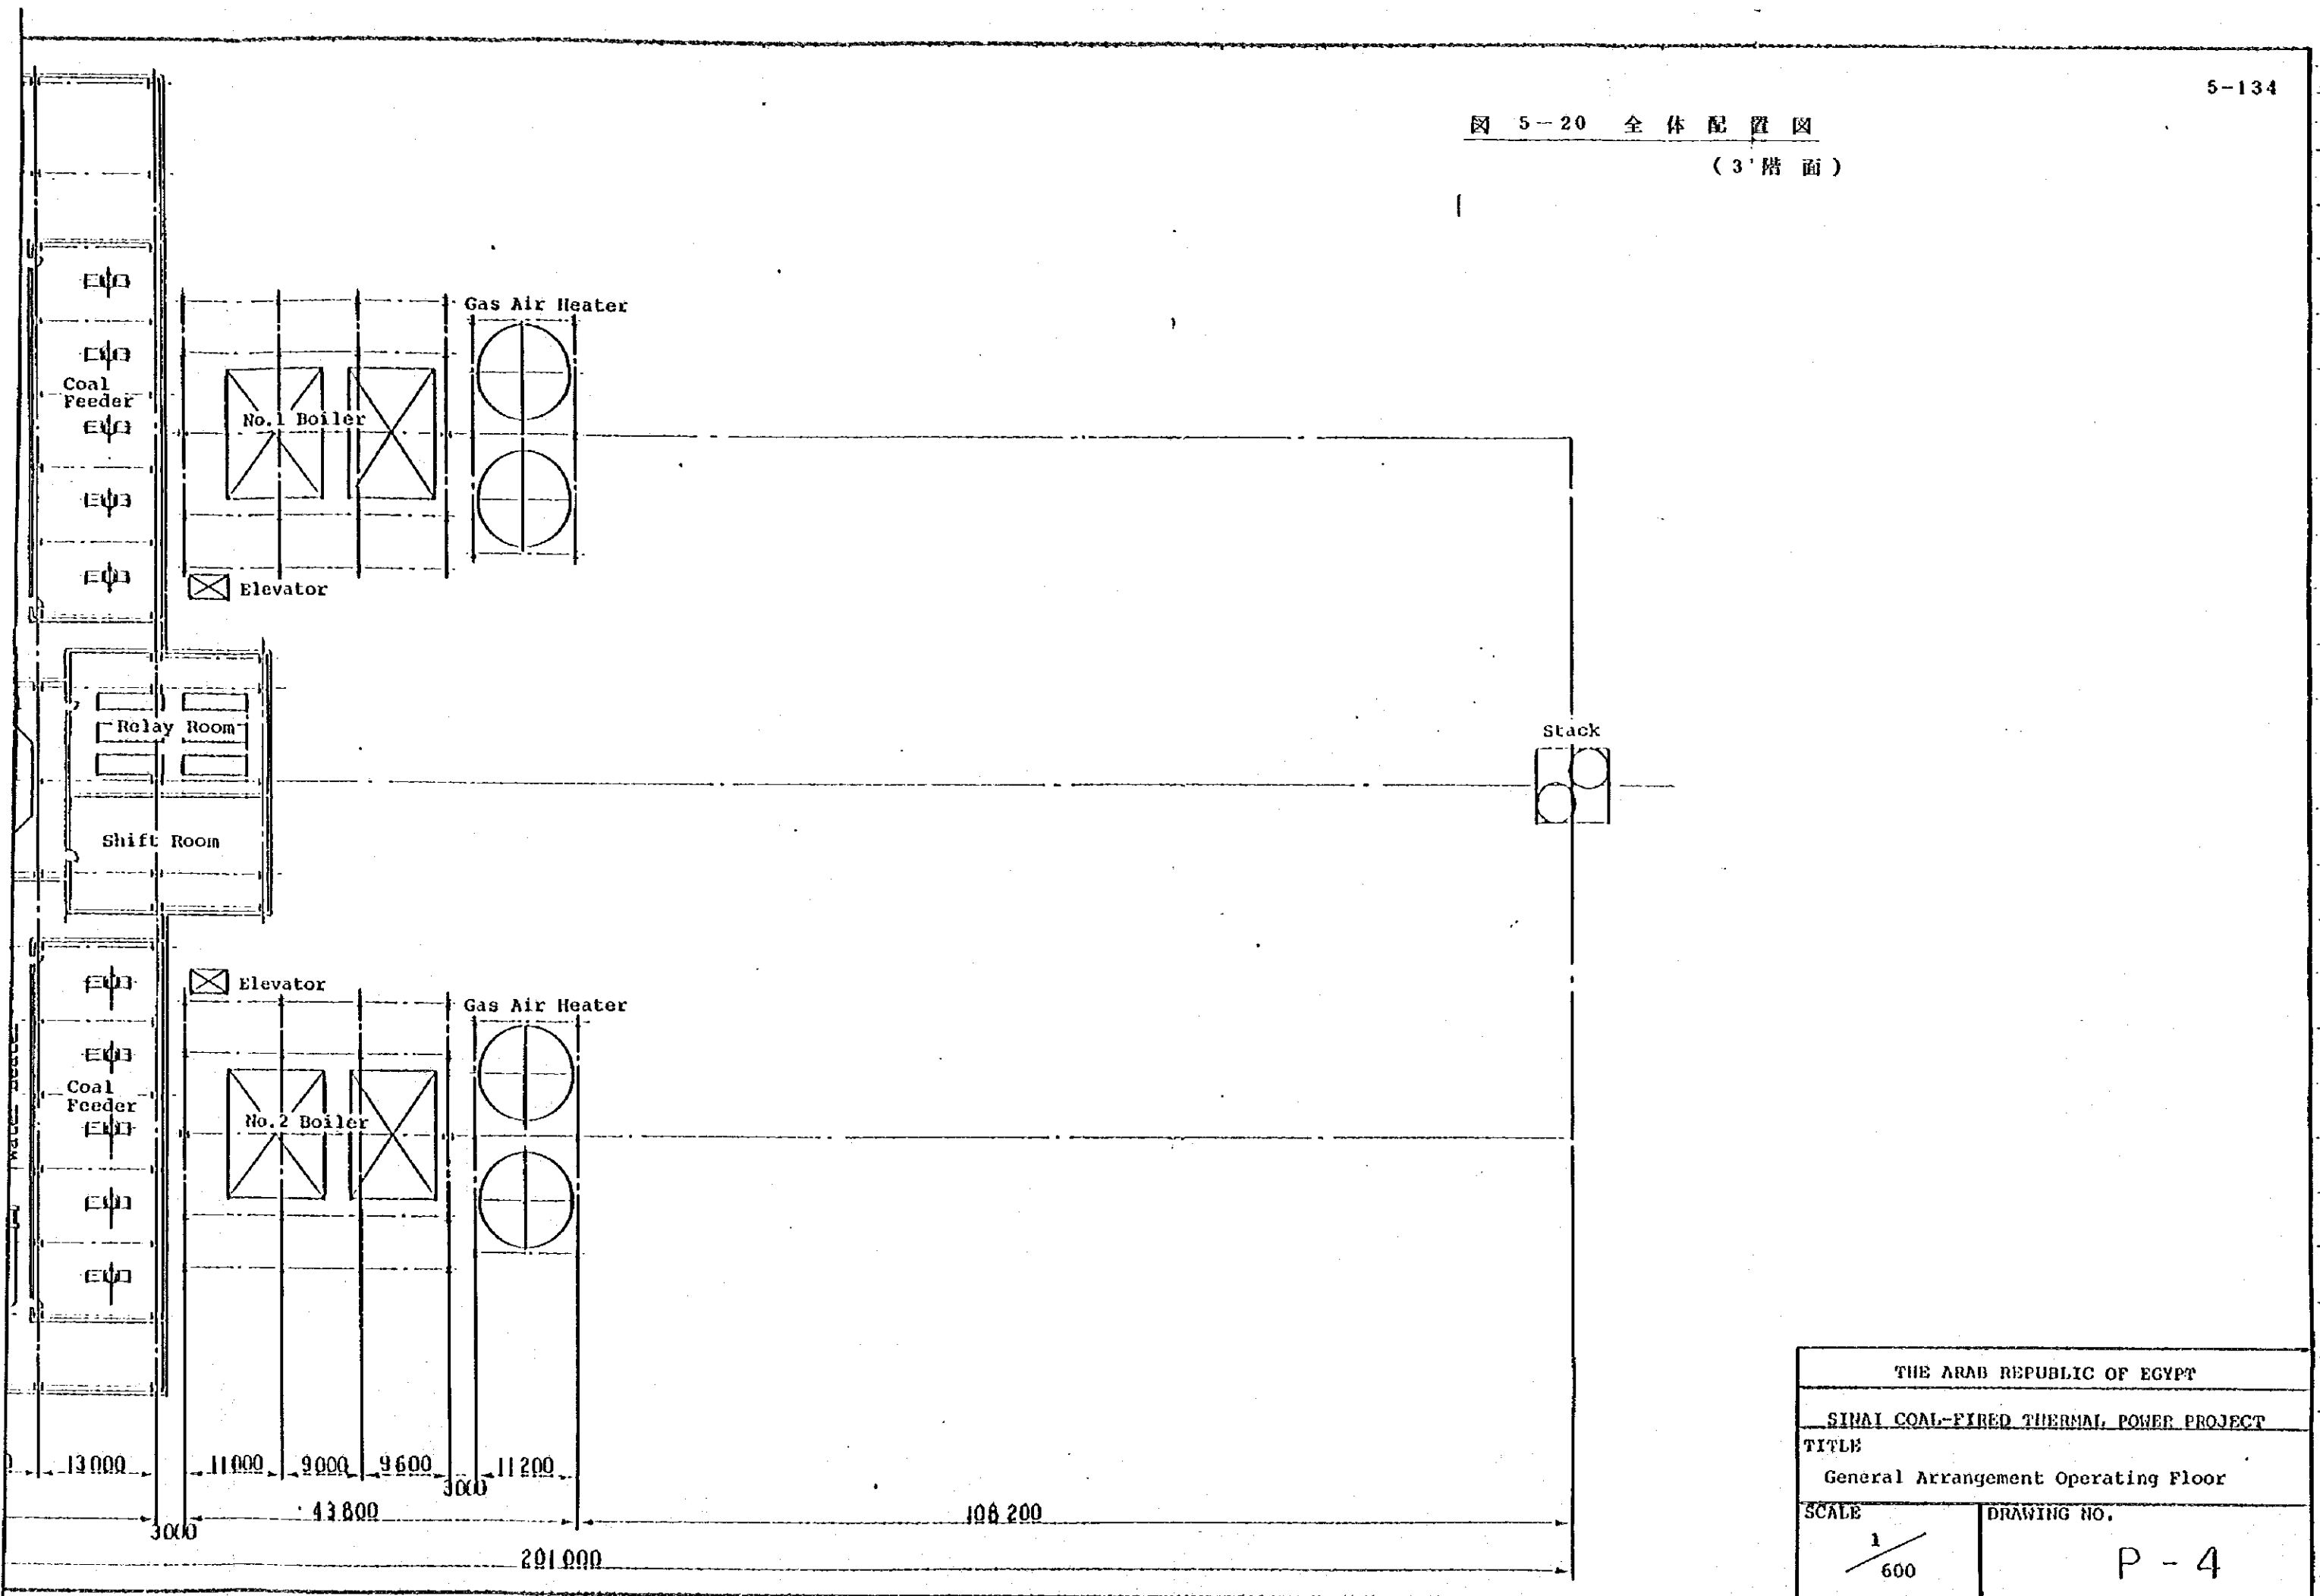 5-134
図 5-20 全体配置図
(3'階面)
Gas Air Heater
Coal
Feeder
No.1 Boiler
Elevator
Relay Room
Stack
Shift Room
Elevator
Gas Air Heater
Coal
Feeder
No.2 Boiler
13000
11000
9000
9600
3000
11200
3000
43800
108200
201000
THE ARAB REPUBLIC OF EGYPT
SINAI COAL-FIRED THERMAL POWER PROJECT
TITLE
General Arrangement Operating Floor
SCALE
1/600
DRAWING NO.
P-4